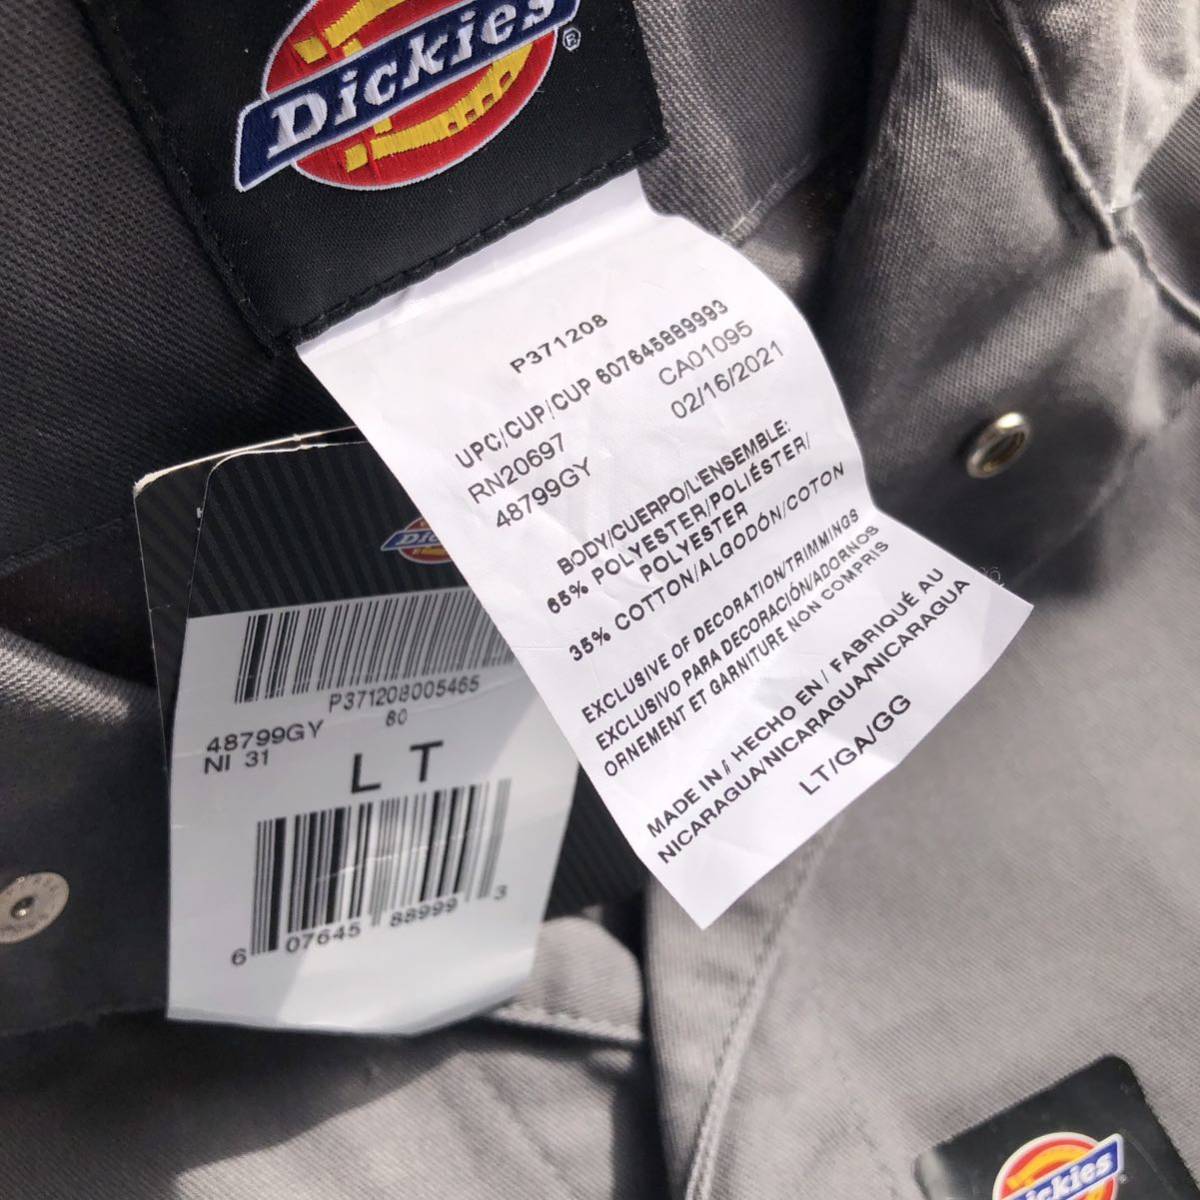 Dickies
P371208
UPC/CUP/CUP 607645889993
RN20697 CA01095
48799GY 02/16/2021
BODY/CUERPO/L'ENSEMBLE:
65% POLYESTER/POLIÉSTER/
POLYESTER
35% COTTON/ALGODÓN/COTON
EXCLUSIVE OF DECORATION/TRIMMINGS
EXCLUSIVO PARA DECORACIÓN/ADORNOS
ORNEMENT ET GARNITURE NON COMPRIS
MADE IN / HECHO EN / FABRIQUÉ AU
NICARAGUA/NICARAGUA/NICARAGUA
LT/GA/GG
P371208005465
48799GY 80
NI 31
LT
6 07645 88999 3
Dickies